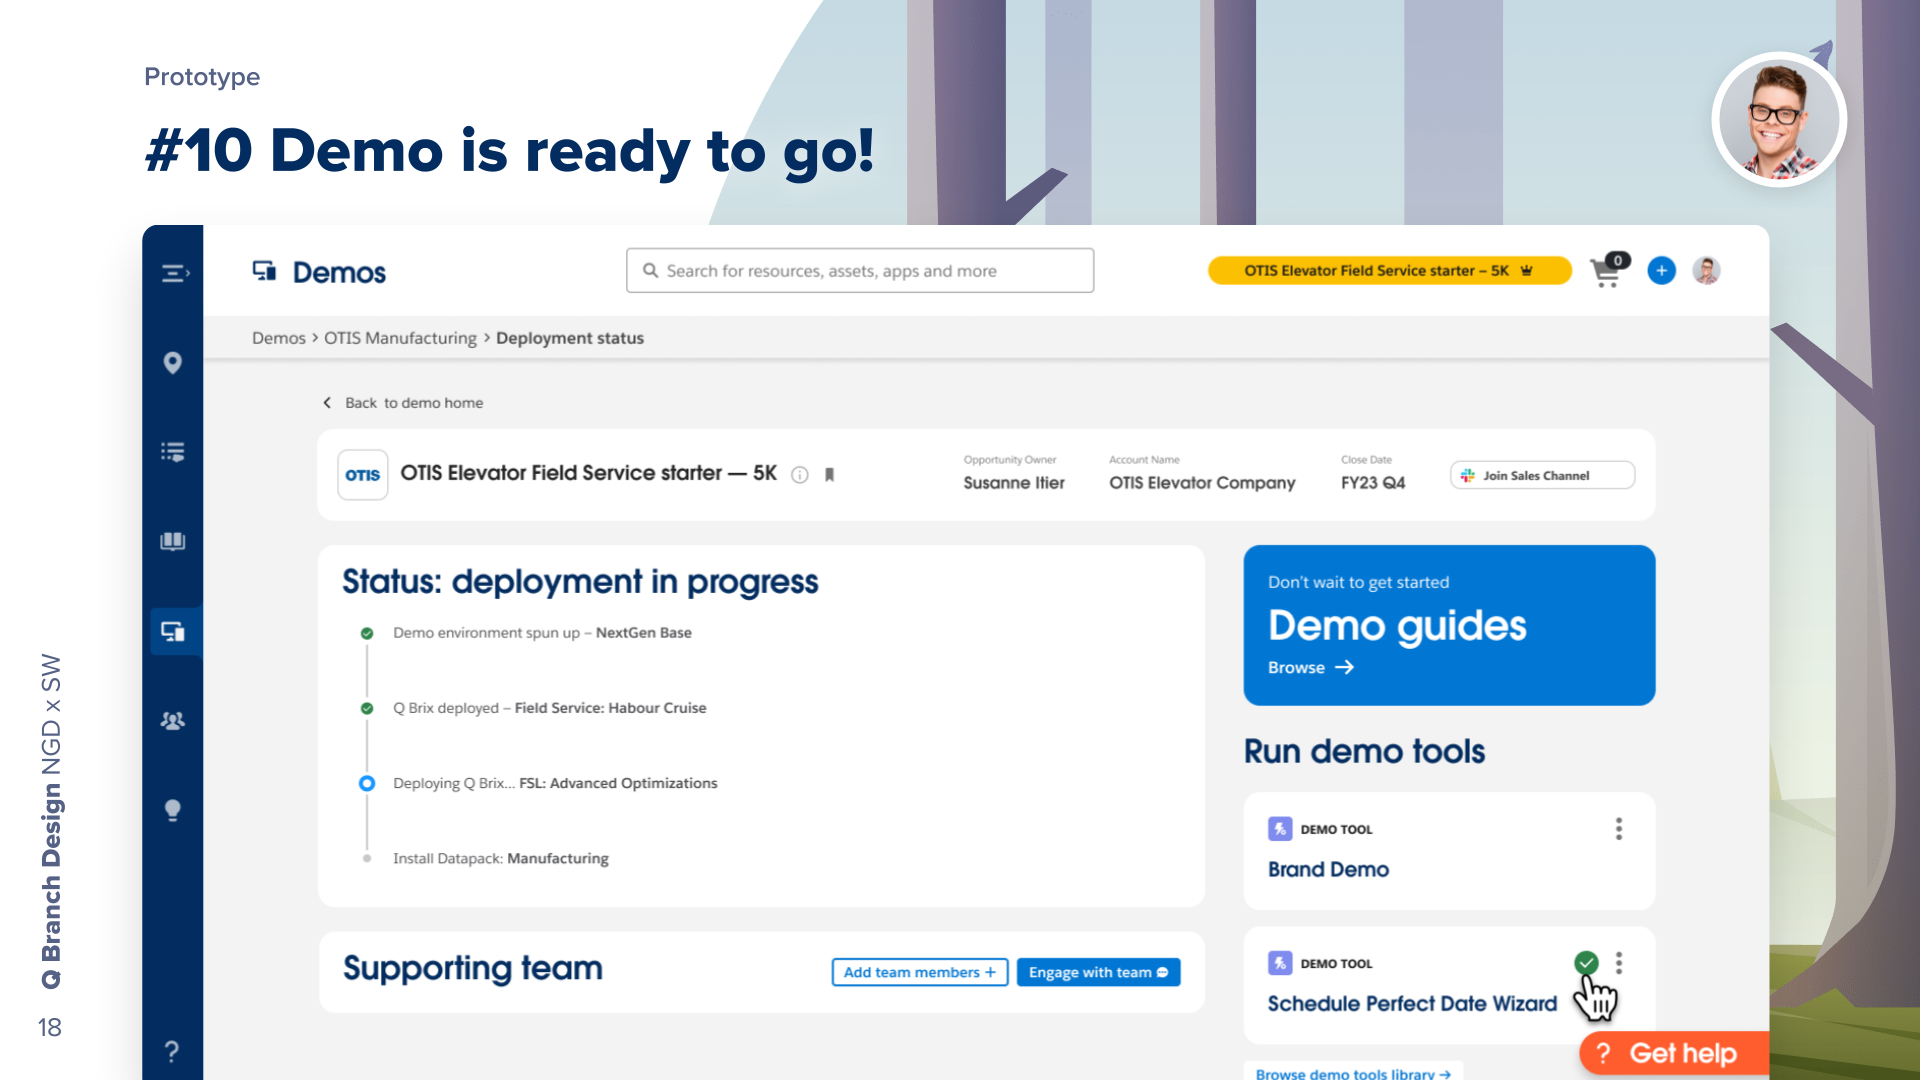 Prototype
#10 Demo is ready to go!
Demos
Search for resources, assets, apps and more
OTIS Elevator Field Service starter – 5K
0
Demos > OTIS Manufacturing > Deployment status
Back to demo home
OTIS
OTIS Elevator Field Service starter — 5K
Opportunity Owner
Susanne Itier
Account Name
OTIS Elevator Company
Close Date
FY23 Q4
Join Sales Channel
Status: deployment in progress
Demo environment spun up – NextGen Base
Q Brix deployed – Field Service: Habour Cruise
Deploying Q Brix... FSL: Advanced Optimizations
Install Datapack: Manufacturing
Supporting team
Add team members +
Engage with team
Don't wait to get started
Demo guides
Browse →
Run demo tools
DEMO TOOL
Brand Demo
DEMO TOOL
Schedule Perfect Date Wizard
Browse demo tools library →
? Get help
?
Q Branch Design NGD x SW
18